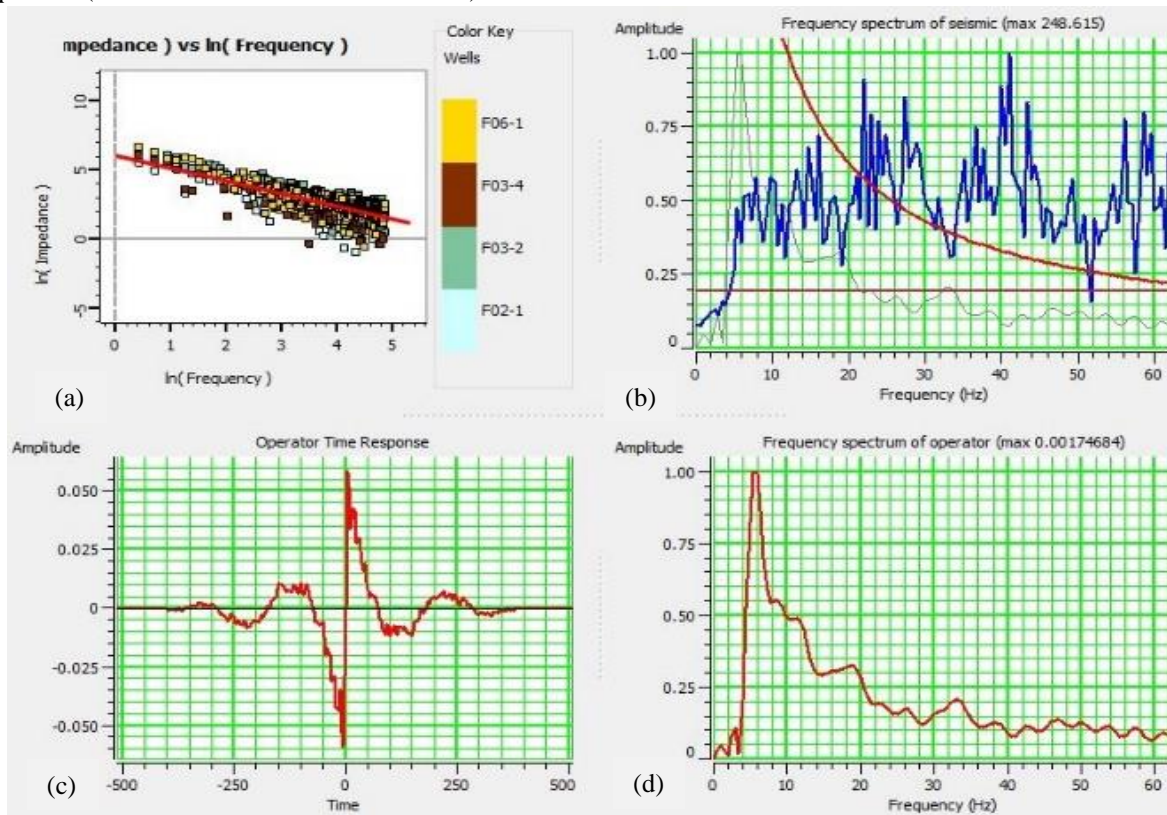 mpedance ) vs ln( Frequency )
Color Key
Wells
F06-1
F03-4
F03-2
F02-1
10
5
0
-5
ln( Impedance )
0 1 2 3 4 5
ln( Frequency )
(a)
Amplitude
Frequency spectrum of seismic (max 248.615)
1.00
0.75
0.50
0.25
0
0 10 20 30 40 50 60
Frequency (Hz)
(b)
Amplitude
Operator Time Response
0.050
0.025
0
-0.025
-0.050
-500 -250 0 250 500
Time
(c)
Amplitude
Frequency spectrum of operator (max 0.00174684)
1.00
0.75
0.50
0.25
0
0 10 20 30 40 50 60
Frequency (Hz)
(d)